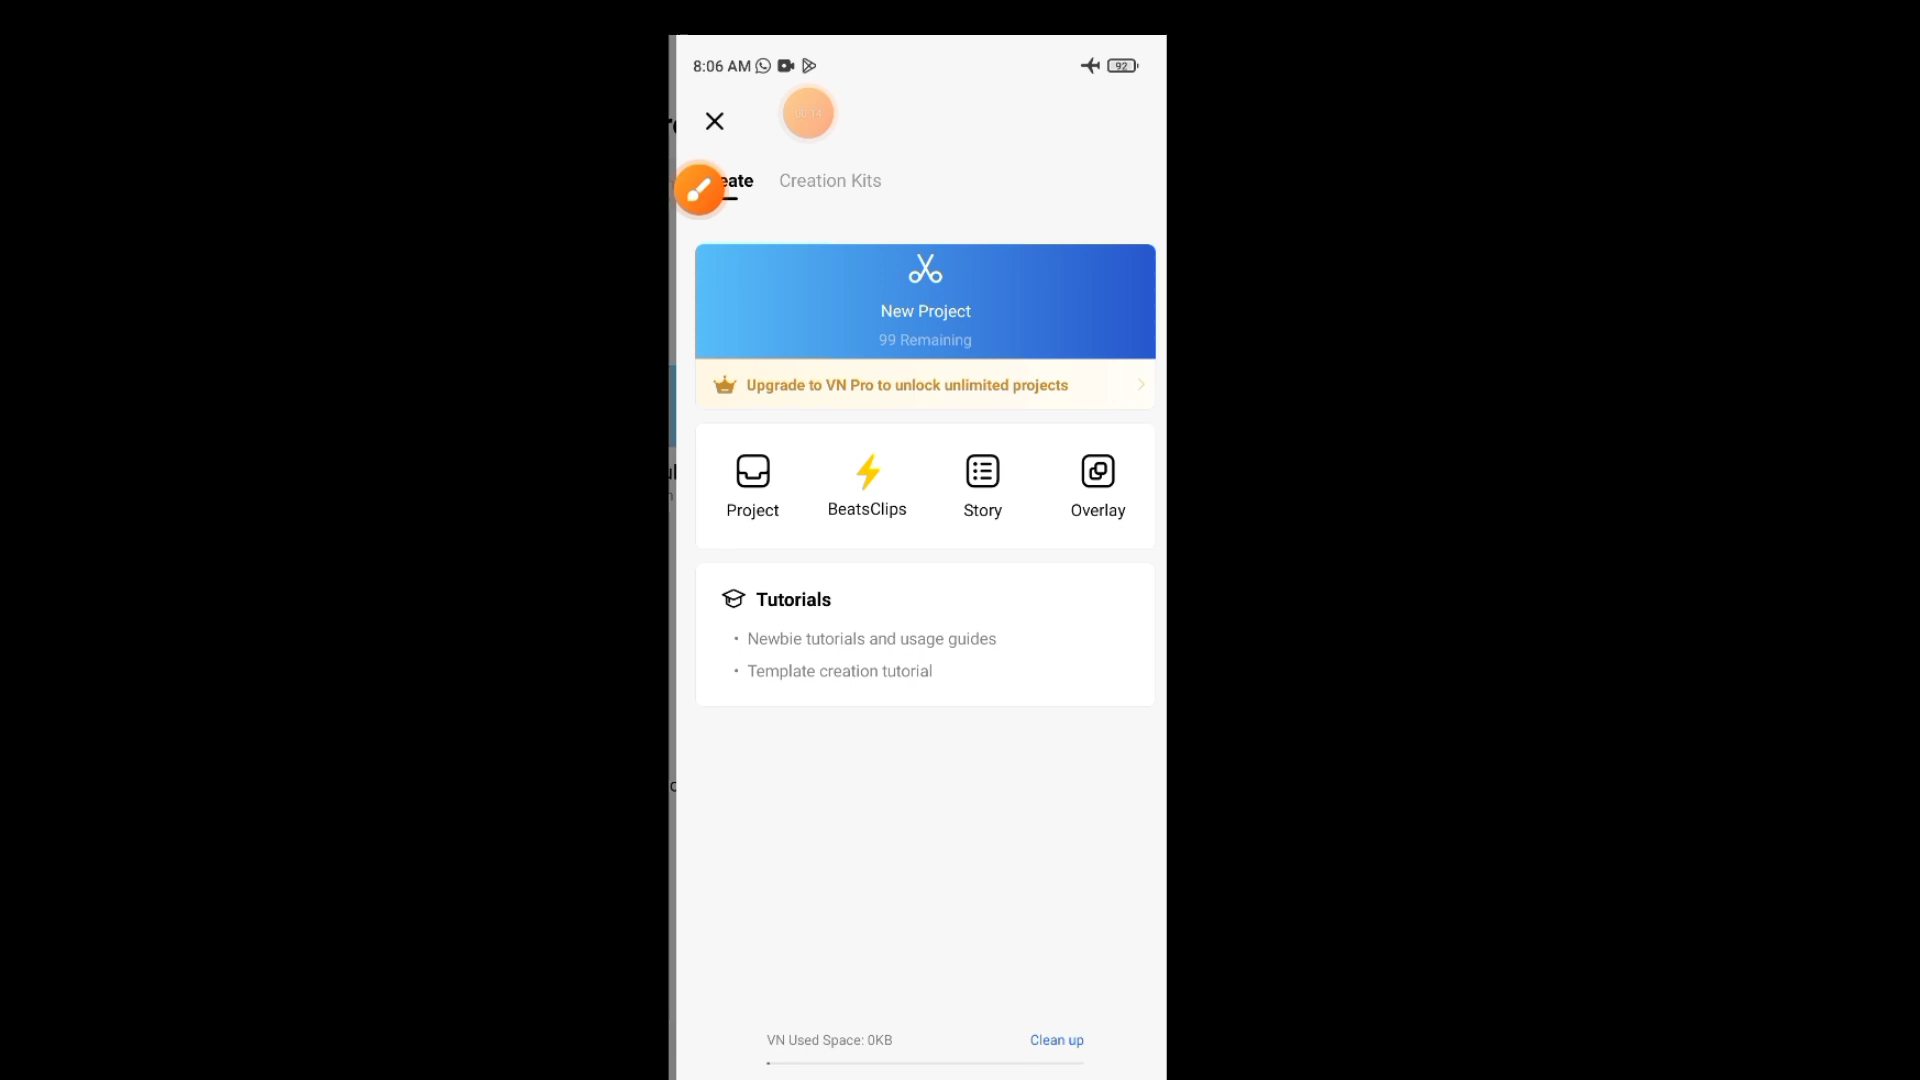 8:06 AM
92
00:14
eate
Creation Kits
New Project
99 Remaining
Upgrade to VN Pro to unlock unlimited projects
Project
BeatsClips
Story
Overlay
Tutorials
• Newbie tutorials and usage guides
• Template creation tutorial
VN Used Space: 0KB
Clean up